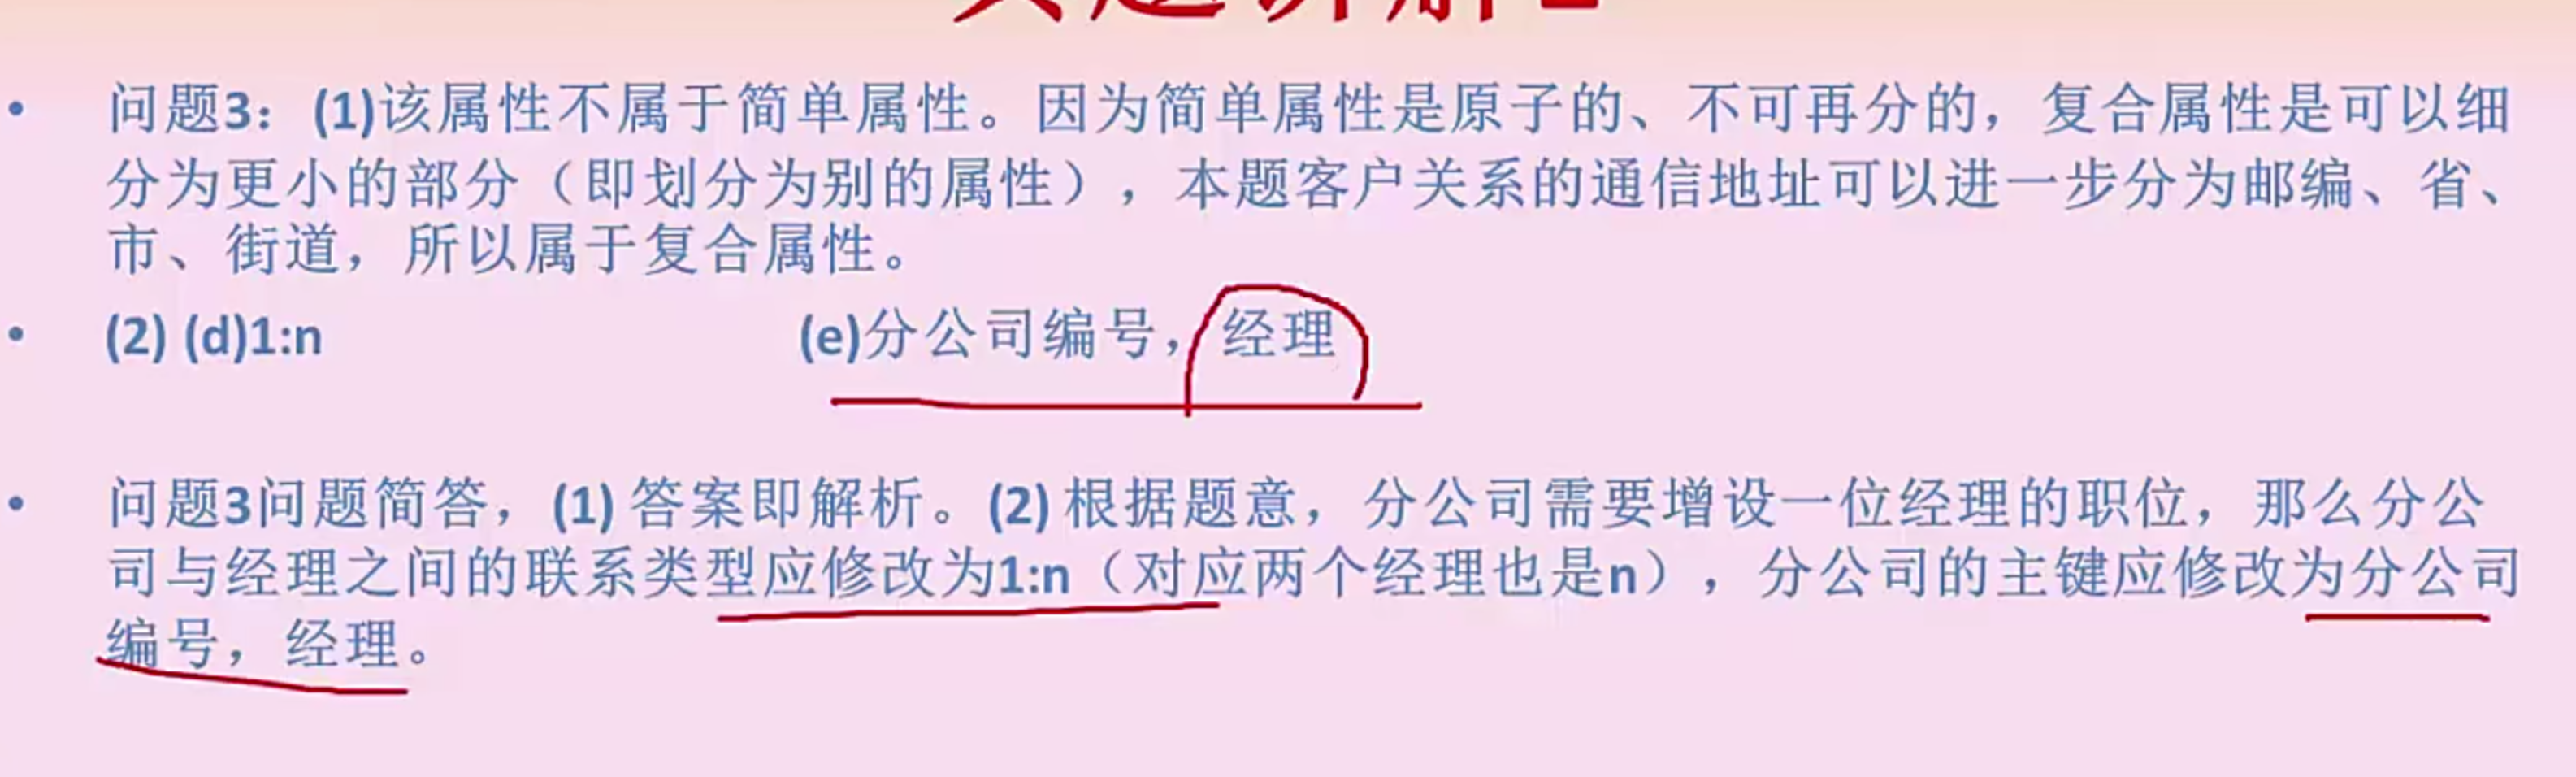 问题3：(1)该属性不属于简单属性。因为简单属性是原子的、不可再分的，复合属性是可以细
分为更小的部分（即划分为别的属性），本题客户关系的通信地址可以进一步分为邮编、省、
市、街道，所以属于复合属性。
(2) (d)1:n (e)分公司编号，经理
问题3问题简答，(1) 答案即解析。(2) 根据题意，分公司需要增设一位经理的职位，那么分公
司与经理之间的联系类型应修改为1:n（对应两个经理也是n），分公司的主键应修改为分公司
编号，经理。